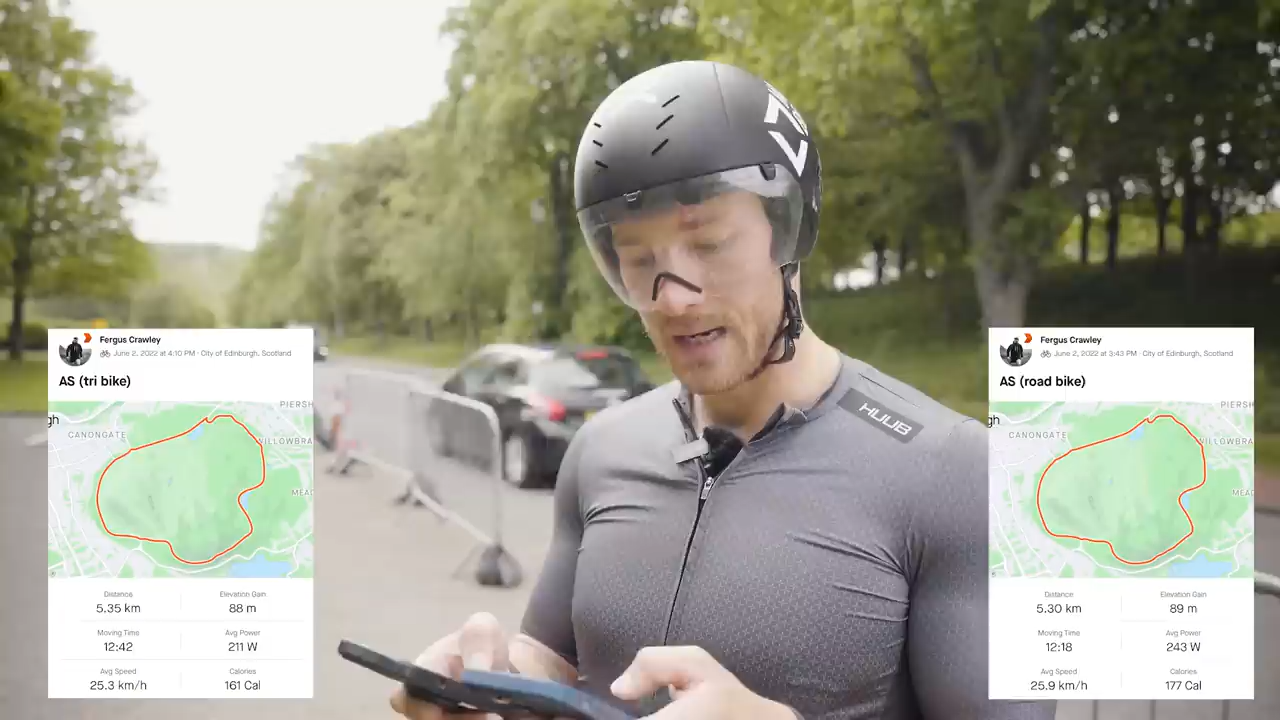 Fergus Crawley
June 2, 2022 at 4:10 PM · City of Edinburgh, Scotland
AS (tri bike)
PIERSH
gh
CANONGATE
NILLOWBRA
MEAD
Distance
5.35 km
Elevation Gain
88 m
Moving Time
12:42
Avg Power
211 W
Avg Speed
25.3 km/h
Calories
161 Cal
HUUB
Fergus Crawley
June 2, 2022 at 3:43 PM · City of Edinburgh, Scotland
AS (road bike)
PIERSH
gh
CANONGATE
NILLOWBRA
MEAD
Distance
5.30 km
Elevation Gain
89 m
Moving Time
12:18
Avg Power
243 W
Avg Speed
25.9 km/h
Calories
177 Cal